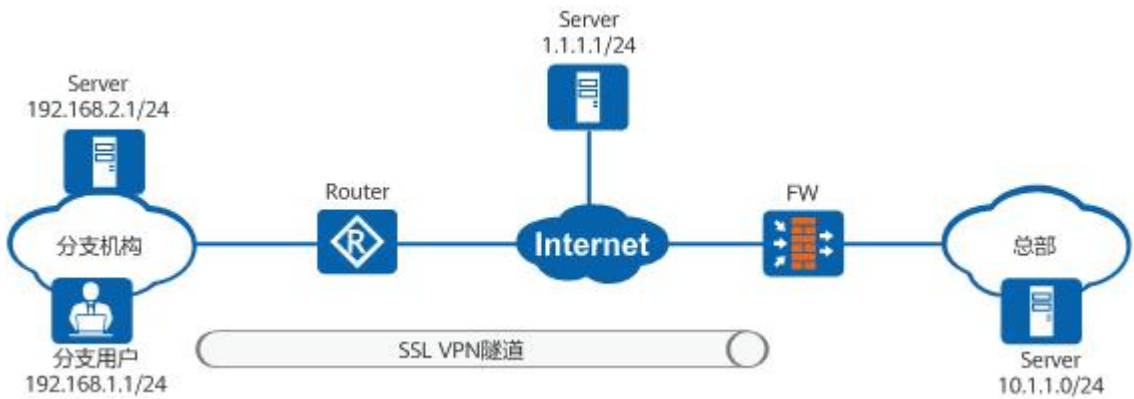 Server
1.1.1.1/24
Server
192.168.2.1/24
Router
FW
分支机构
R
Internet
总部
SSL VPN隧道
分支用户
192.168.1.1/24
Server
10.1.1.0/24